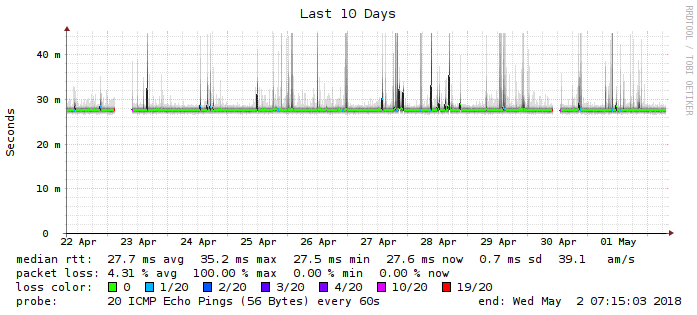 Last 10 Days
RRDTOOL / TOBI OETIKER
Seconds
40 m
30 m
20 m
10 m
0
22 Apr 23 Apr 24 Apr 25 Apr 26 Apr 27 Apr 28 Apr 29 Apr 30 Apr 01 May
median rtt: 27.7 ms avg 35.2 ms max 27.5 ms min 27.6 ms now 0.7 ms sd 39.1 am/s
packet loss: 4.31 % avg 100.00 % max 0.00 % min 0.00 % now
loss color: 0 1/20 2/20 3/20 4/20 10/20 19/20
probe: 20 ICMP Echo Pings (56 Bytes) every 60s end: Wed May 2 07:15:03 2018